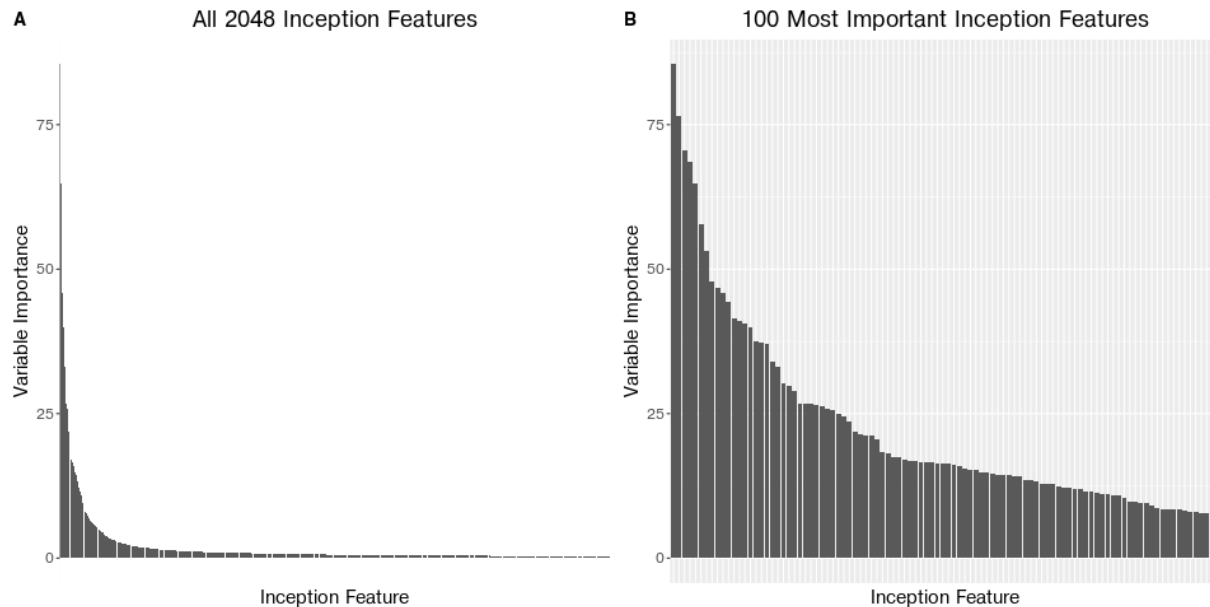 A
All 2048 Inception Features
75
50
25
0
Variable Importance
Inception Feature
B
100 Most Important Inception Features
75
50
25
0
Variable Importance
Inception Feature